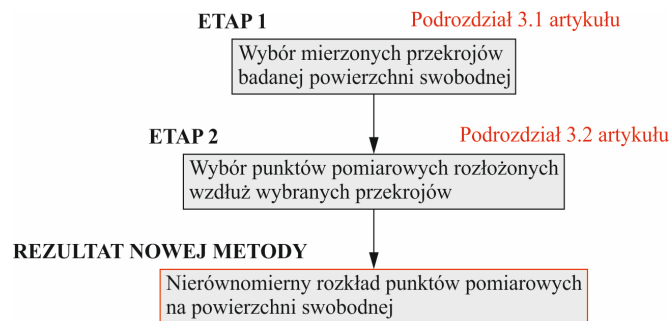 ETAP 1 Podrozdział 3.1 artykułu
Wybór mierzonych przekrojów
badanej powierzchni swobodnej
ETAP 2 Podrozdział 3.2 artykułu
Wybór punktów pomiarowych rozłożonych
wzdłuż wybranych przekrojów
REZULTAT NOWEJ METODY
Nierównomierny rozkład punktów pomiarowych
na powierzchni swobodnej